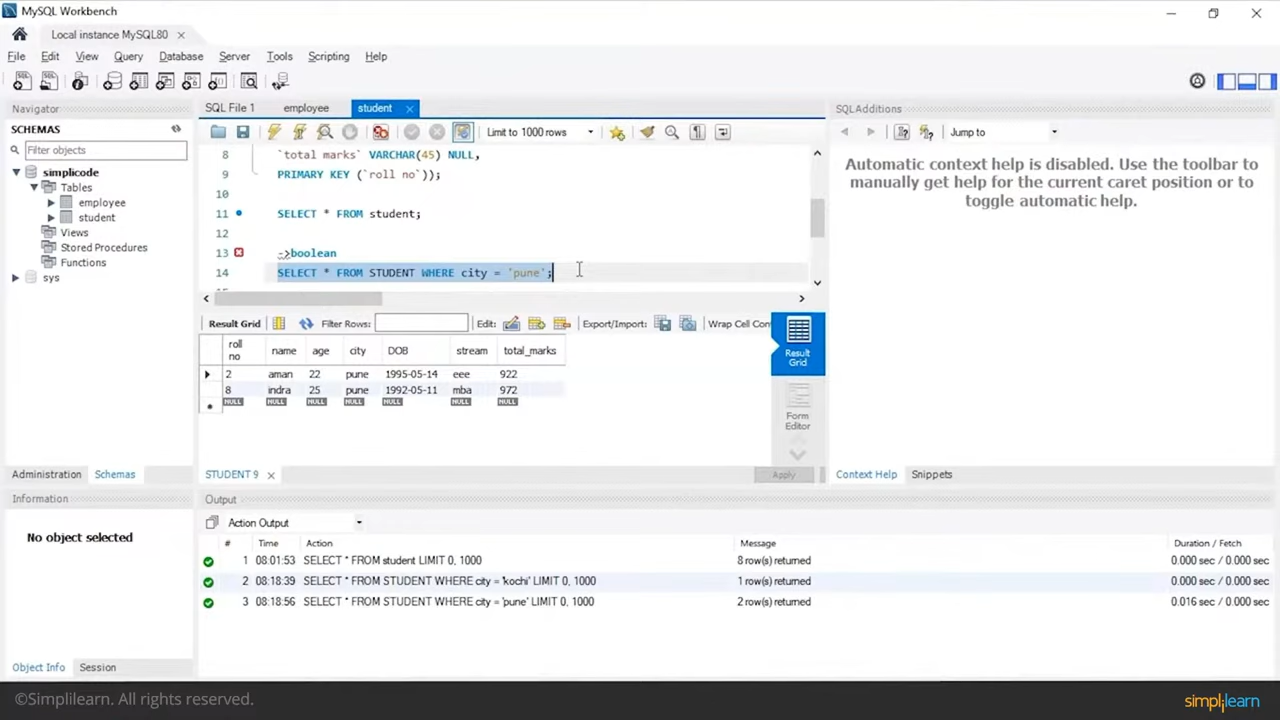 MySQL Workbench
Local instance MySQL80
File Edit View Query Database Server Tools Scripting Help
Navigator
SCHEMAS
Filter objects
simplicode
Tables
employee
student
Views
Stored Procedures
Functions
sys
Administration Schemas
Information
No object selected
Object Info Session
SQL File 1 employee student
Limit to 1000 rows
8 `total marks` VARCHAR(45) NULL,
9 PRIMARY KEY (`roll no`));
10
11 SELECT * FROM student;
12
13 ->boolean
14 SELECT * FROM STUDENT WHERE city = 'pune';
Result Grid Filter Rows: Edit: Export/Import: Wrap Cell Con
roll no name age city DOB stream total_marks
2 aman 22 pune 1995-05-14 eee 922
8 indra 25 pune 1992-05-11 mba 972
NULL NULL NULL NULL NULL NULL NULL
Result Grid
Form Editor
STUDENT 9
Apply
SQLAdditions
Jump to
Automatic context help is disabled. Use the toolbar to
manually get help for the current caret position or to
toggle automatic help.
Context Help Snippets
Output
Action Output
# Time Action Message Duration / Fetch
1 08:01:53 SELECT * FROM student LIMIT 0, 1000 8 row(s) returned 0.000 sec / 0.000 sec
2 08:18:39 SELECT * FROM STUDENT WHERE city = 'kochi' LIMIT 0, 1000 1 row(s) returned 0.000 sec / 0.000 sec
3 08:18:56 SELECT * FROM STUDENT WHERE city = 'pune' LIMIT 0, 1000 2 row(s) returned 0.016 sec / 0.000 sec
©Simplilearn. All rights reserved.
simplilearn